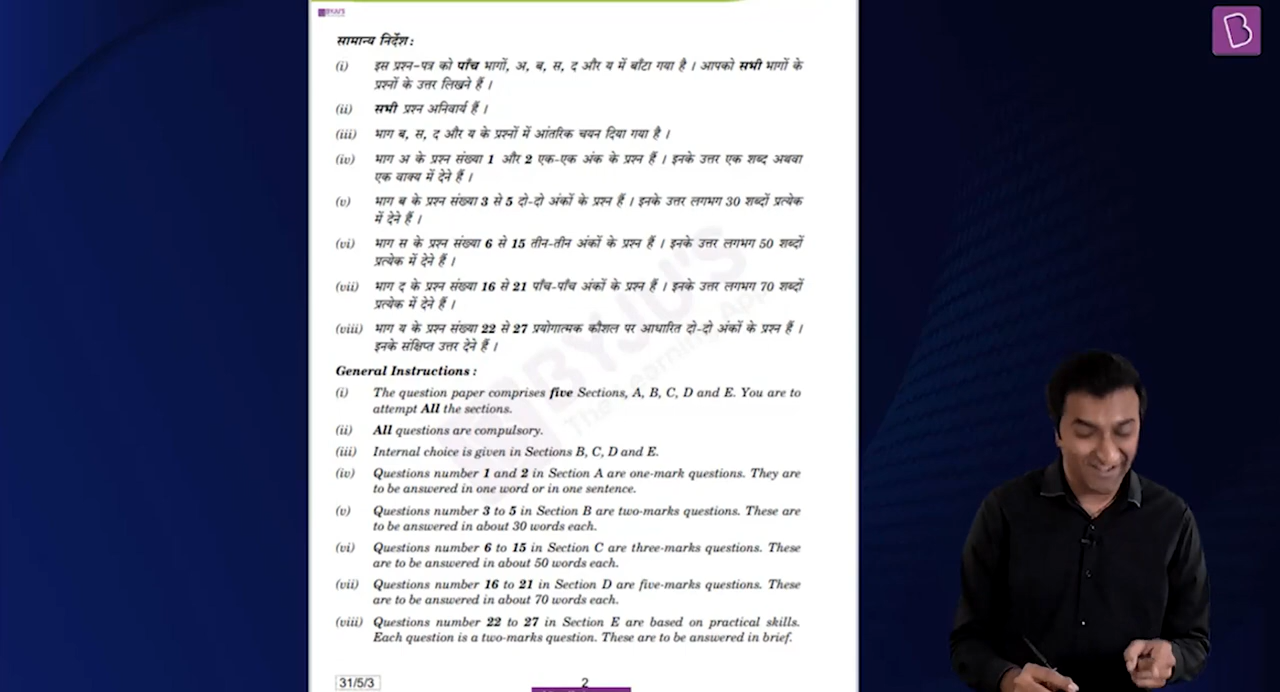 BYJU'S
सामान्य निर्देश :
(i) इस प्रश्न-पत्र को पाँच भागों, अ, ब, स, द और य में बाँटा गया है । आपको सभी भागों के
प्रश्नों के उत्तर लिखने हैं ।
(ii) सभी प्रश्न अनिवार्य हैं ।
(iii) भाग ब, स, द और य के प्रश्नों में आंतरिक चयन दिया गया है ।
(iv) भाग अ के प्रश्न संख्या 1 और 2 एक-एक अंक के प्रश्न हैं । इनके उत्तर एक शब्द अथवा
एक वाक्य में देने हैं ।
(v) भाग ब के प्रश्न संख्या 3 से 5 दो-दो अंकों के प्रश्न हैं । इनके उत्तर लगभग 30 शब्दों प्रत्येक
में देने हैं ।
(vi) भाग स के प्रश्न संख्या 6 से 15 तीन-तीन अंकों के प्रश्न हैं । इनके उत्तर लगभग 50 शब्दों
प्रत्येक में देने हैं ।
(vii) भाग द के प्रश्न संख्या 16 से 21 पाँच-पाँच अंकों के प्रश्न हैं । इनके उत्तर लगभग 70 शब्दों
प्रत्येक में देने हैं ।
(viii) भाग य के प्रश्न संख्या 22 से 27 प्रयोगात्मक कौशल पर आधारित दो-दो अंकों के प्रश्न हैं ।
इनके संक्षिप्त उत्तर देने हैं ।
General Instructions :
(i) The question paper comprises five Sections, A, B, C, D and E. You are to
attempt All the sections.
(ii) All questions are compulsory.
(iii) Internal choice is given in Sections B, C, D and E.
(iv) Questions number 1 and 2 in Section A are one-mark questions. They are
to be answered in one word or in one sentence.
(v) Questions number 3 to 5 in Section B are two-marks questions. These are
to be answered in about 30 words each.
(vi) Questions number 6 to 15 in Section C are three-marks questions. These
are to be answered in about 50 words each.
(vii) Questions number 16 to 21 in Section D are five-marks questions. These
are to be answered in about 70 words each.
(viii) Questions number 22 to 27 in Section E are based on practical skills.
Each question is a two-marks question. These are to be answered in brief.
31/5/3 2
BYJU'S
The Learning App
B